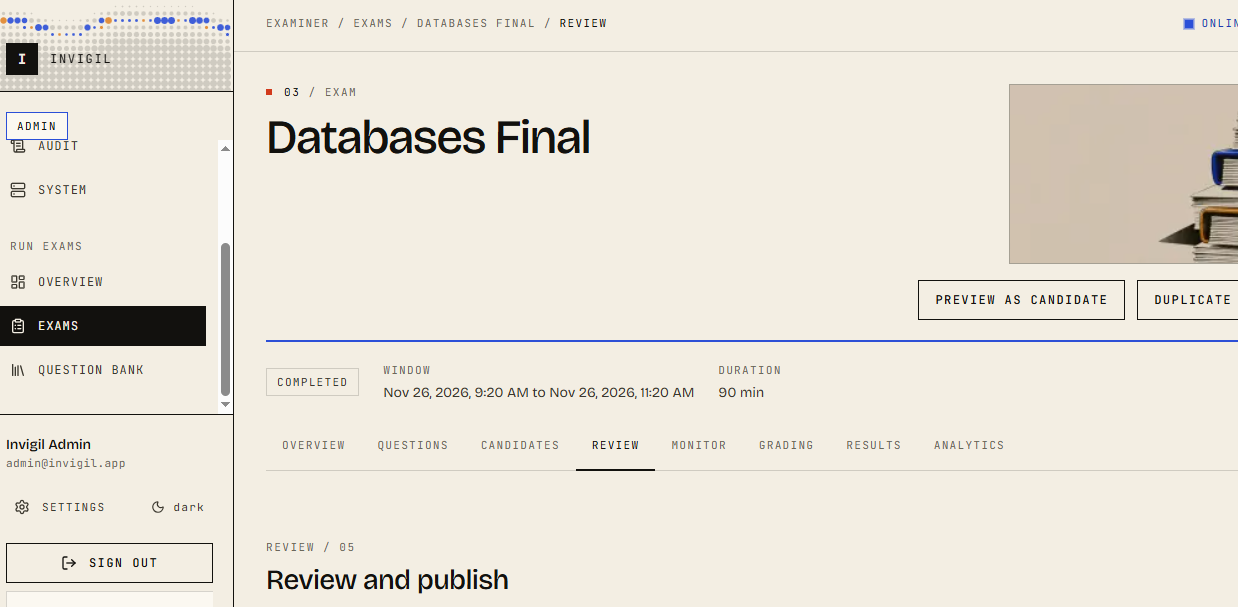 I INVIGIL
ADMIN
AUDIT
SYSTEM
RUN EXAMS
OVERVIEW
EXAMS
QUESTION BANK
Invigil Admin
admin@invigil.app
SETTINGS dark
SIGN OUT
EXAMINER / EXAMS / DATABASES FINAL / REVIEW
03 / EXAM
Databases Final
PREVIEW AS CANDIDATE DUPLICATE
COMPLETED
WINDOW
Nov 26, 2026, 9:20 AM to Nov 26, 2026, 11:20 AM
DURATION
90 min
OVERVIEW QUESTIONS CANDIDATES REVIEW MONITOR GRADING RESULTS ANALYTICS
REVIEW / 05
Review and publish